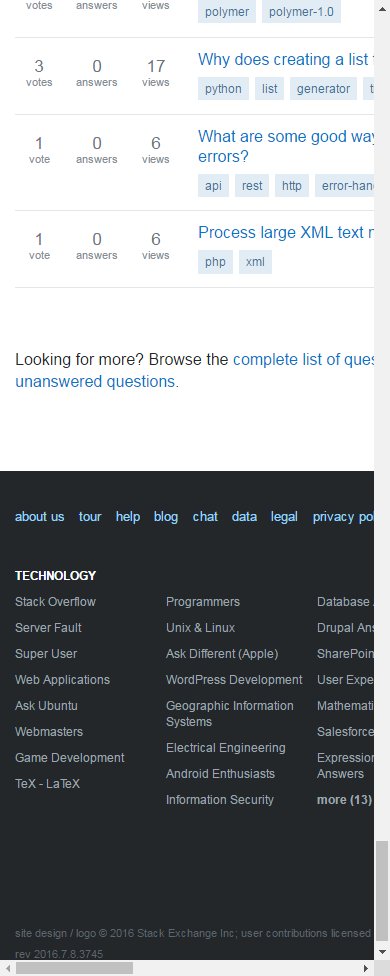 votes answers views
polymer polymer-1.0
3 0 17 Why does creating a list
votes answers views
python list generator
1 0 6 What are some good way
vote answers views errors?
api rest http error-han
1 0 6 Process large XML text
vote answers views
php xml
Looking for more? Browse the complete list of ques
unanswered questions.
about us tour help blog chat data legal privacy pol
TECHNOLOGY
Stack Overflow Programmers Database
Server Fault Unix & Linux Drupal Ans
Super User Ask Different (Apple) SharePoin
Web Applications WordPress Development User Expe
Ask Ubuntu Geographic Information Mathemati
Systems
Webmasters Salesforce
Electrical Engineering
Game Development Expression
Android Enthusiasts Answers
TeX - LaTeX
Information Security more (13)
site design / logo © 2016 Stack Exchange Inc; user contributions licensed
rev 2016.7.8.3745